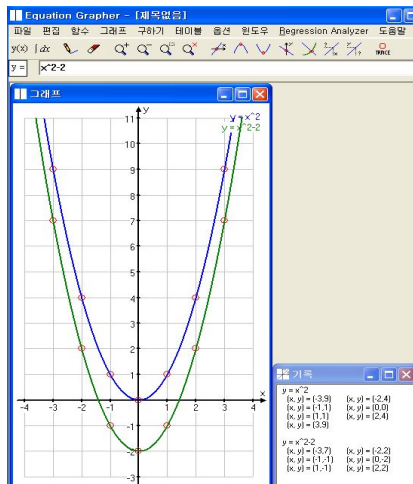 Equation Grapher - [제목없음]
파일 편집 함수 그래프 구하기 테이블 옵션 윈도우 Regression Analyzer 도움말
y(x) ∫dx TRACE
y = x^2-2
그래프
y
11
y = x^2
y = x^2-2
10
9
8
7
6
5
4
3
2
1
x
-4 -3 -2 -1 0 1 2 3 4
-1
-2
-3
기록
y = x^2
(x, y) = (-3,9) (x, y) = (-2,4)
(x, y) = (-1,1) (x, y) = (0,0)
(x, y) = (1,1) (x, y) = (2,4)
(x, y) = (3,9)
y = x^2-2
(x, y) = (-3,7) (x, y) = (-2,2)
(x, y) = (-1,-1) (x, y) = (0,-2)
(x, y) = (1,-1) (x, y) = (2,2)